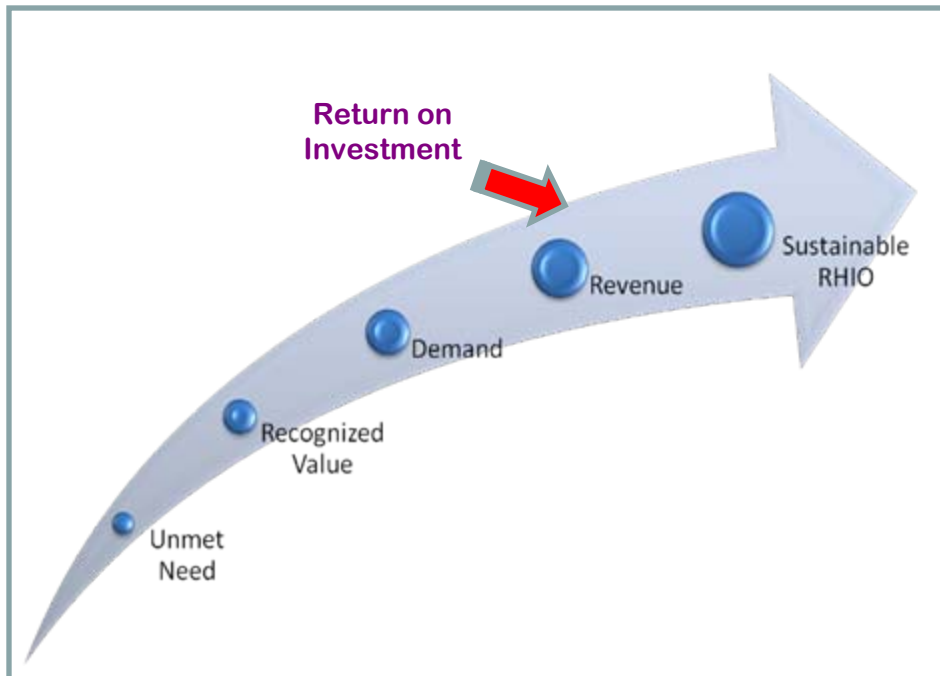 Return on
Investment
Sustainable
RHIO
Revenue
Demand
Recognized
Value
Unmet
Need